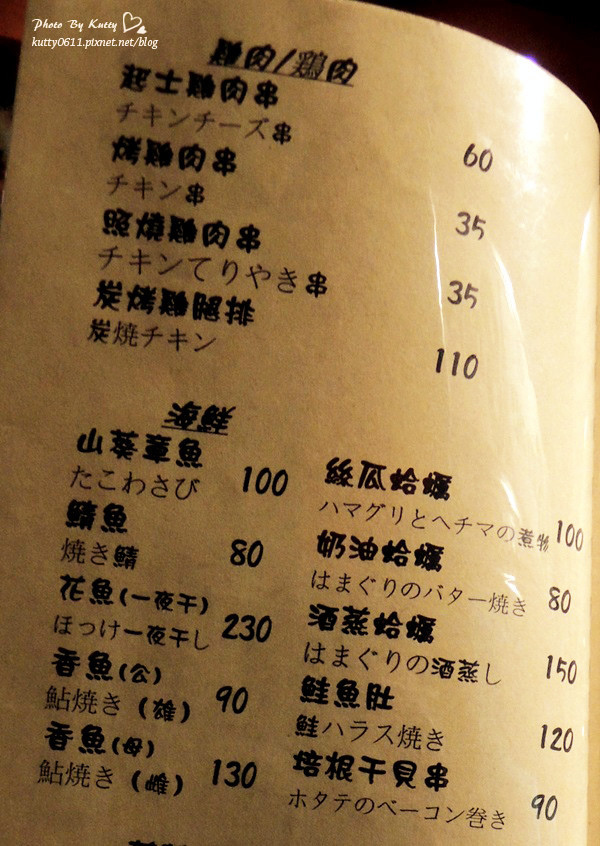 Photo By Kutty
kutty0611.pixnet.net/blog
雞肉/鶏肉
起士雞肉串
チキンチーズ串 60
烤雞肉串
チキン串 35
照燒雞肉串
チキンてりやき串 35
炭烤雞腿排
炭焼チキン 110
海鮮
山葵章魚
たこわさび 100
鯖魚
焼き鯖 80
花魚(一夜干)
ほっけ一夜干し 230
香魚(公)
鮎焼き (雄) 90
香魚(母)
鮎焼き (雌) 130
絲瓜蛤蠣
ハマグリとヘチマの煮物 100
奶油蛤蠣
はまぐりのバター焼き 80
酒蒸蛤蠣
はまぐりの酒蒸し 150
鮭魚肚
鮭ハラス焼き 120
培根干貝串
ホタテのベーコン巻き 90